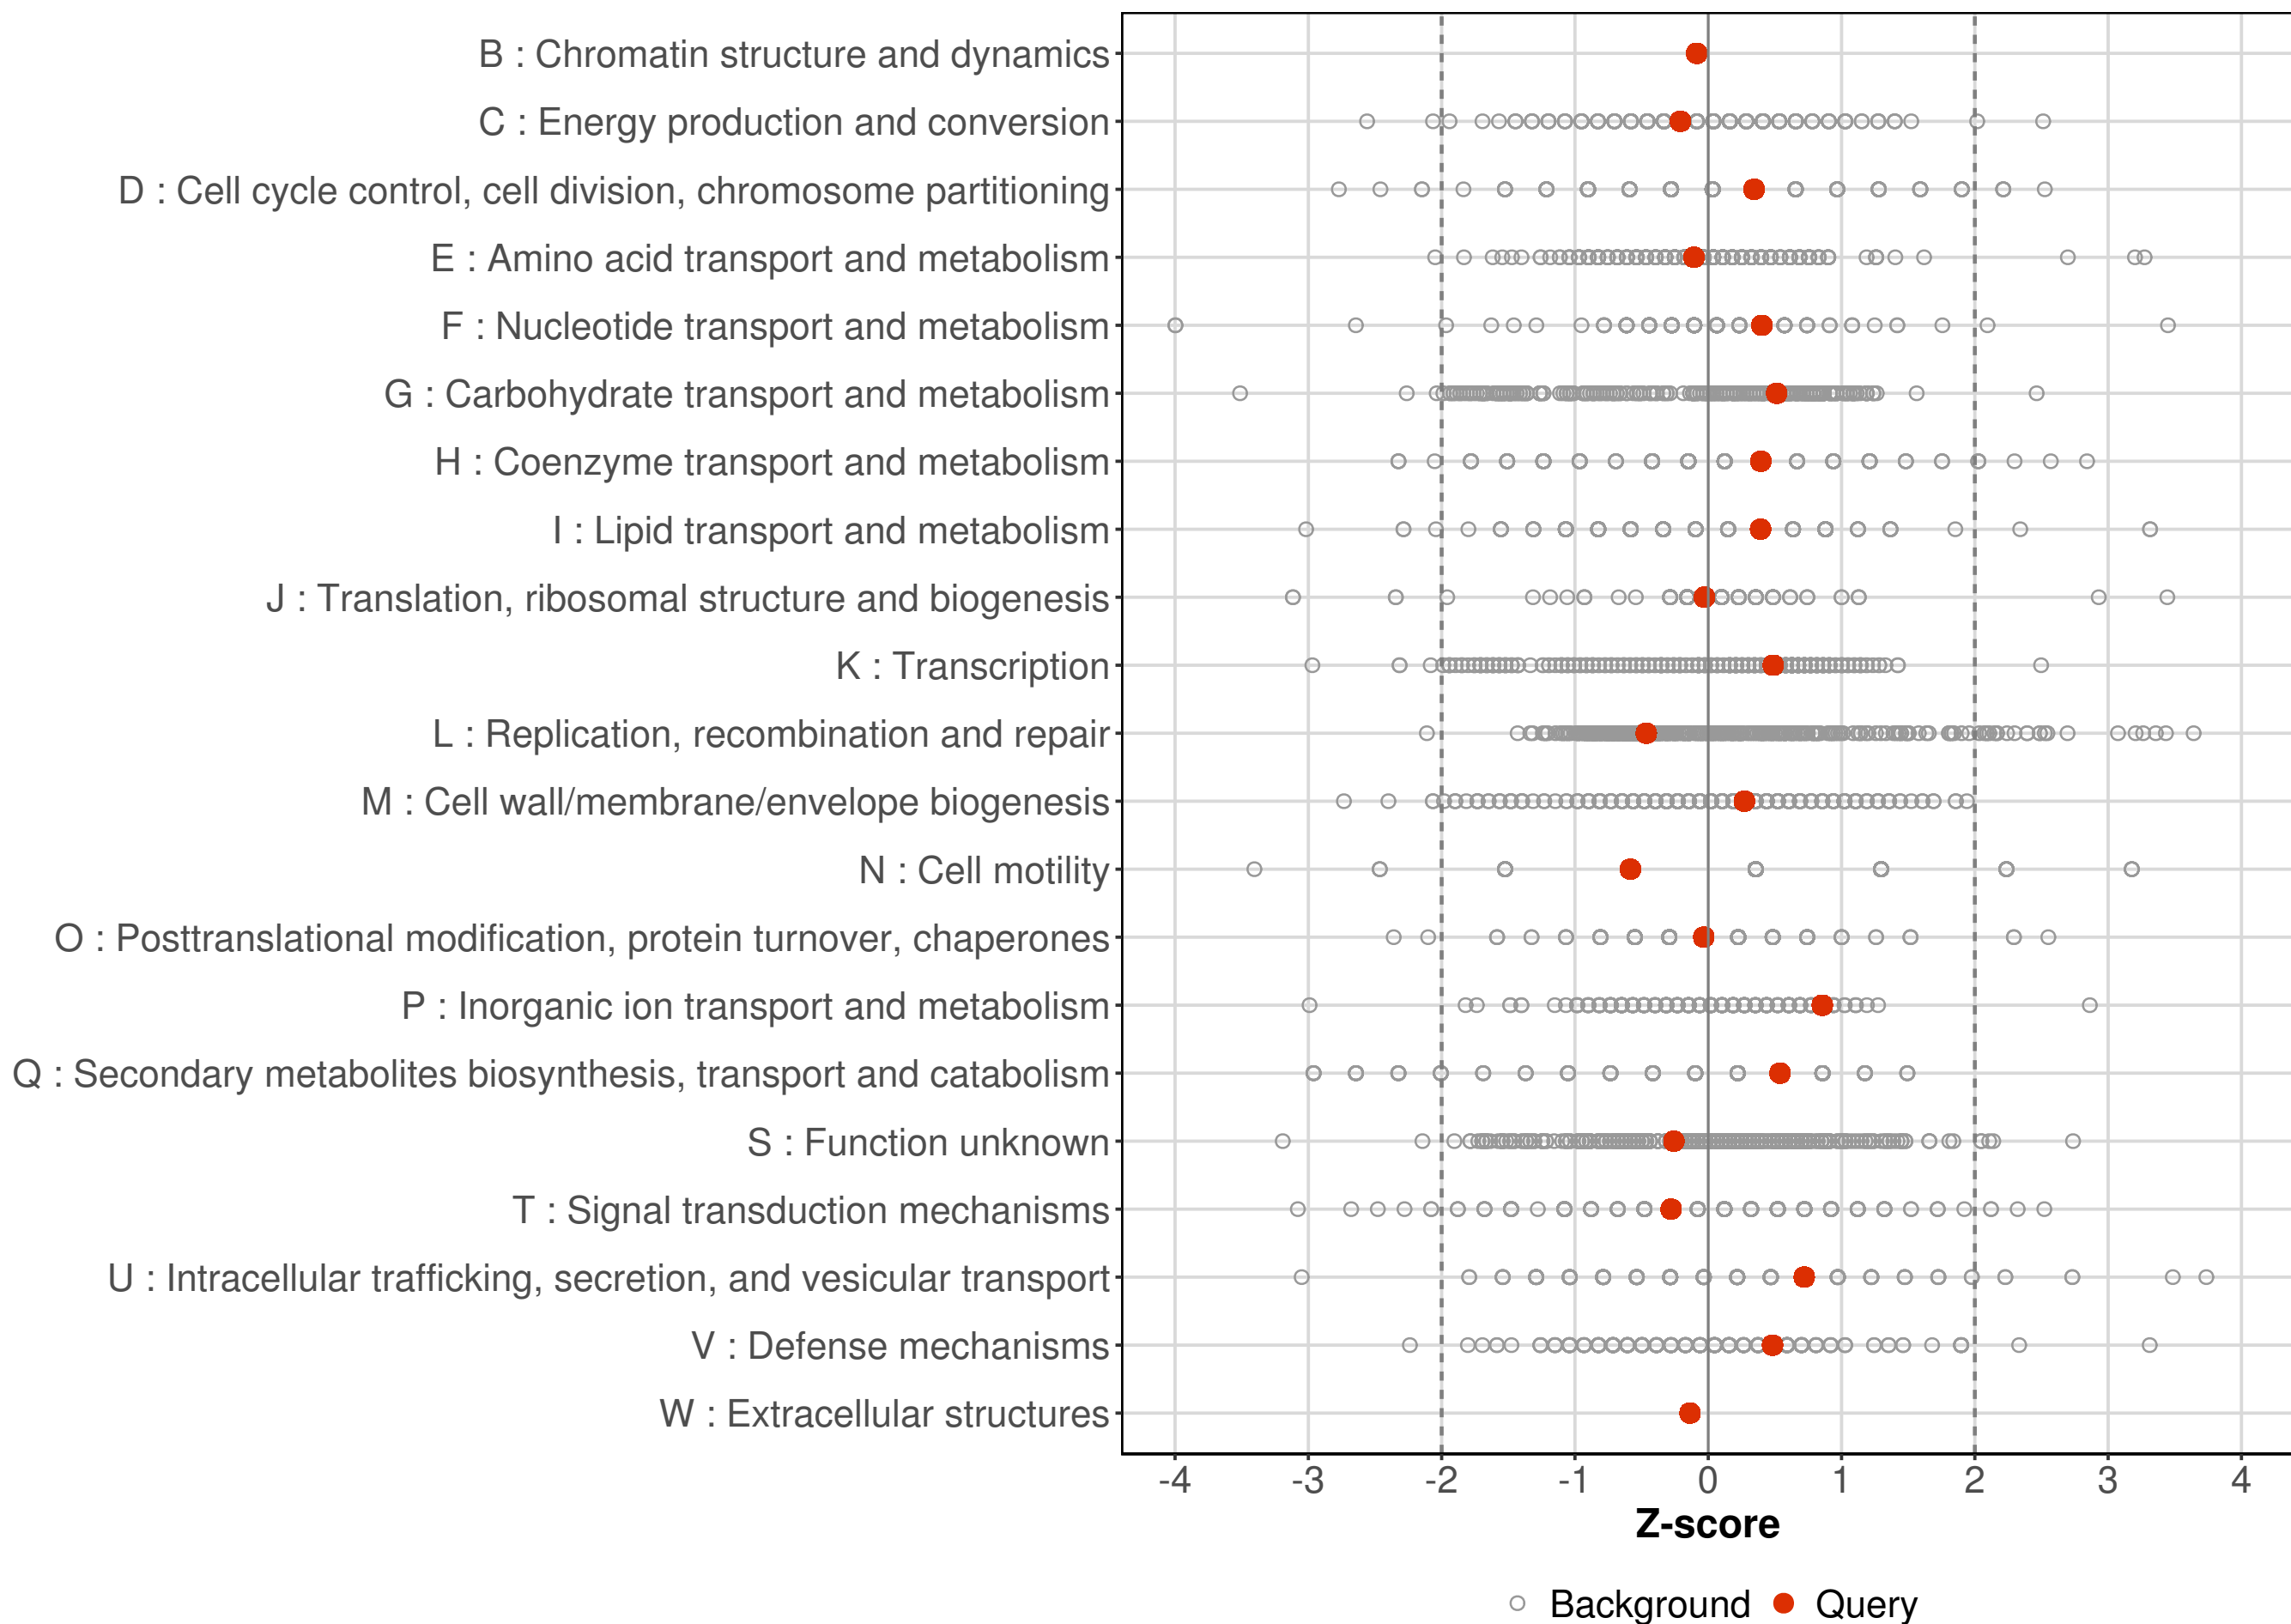 B : Chromatin structure and dynamics
C : Energy production and conversion
D : Cell cycle control, cell division, chromosome partitioning
E : Amino acid transport and metabolism
F : Nucleotide transport and metabolism
G : Carbohydrate transport and metabolism
H : Coenzyme transport and metabolism
I : Lipid transport and metabolism
J : Translation, ribosomal structure and biogenesis
K : Transcription
L : Replication, recombination and repair
M : Cell wall/membrane/envelope biogenesis
N : Cell motility
O : Posttranslational modification, protein turnover, chaperones
P : Inorganic ion transport and metabolism
Q : Secondary metabolites biosynthesis, transport and catabolism
S : Function unknown
T : Signal transduction mechanisms
U : Intracellular trafficking, secretion, and vesicular transport
V : Defense mechanisms
W : Extracellular structures
-4 -3 -2 -1 0 1 2 3 4
Z-score
Background Query